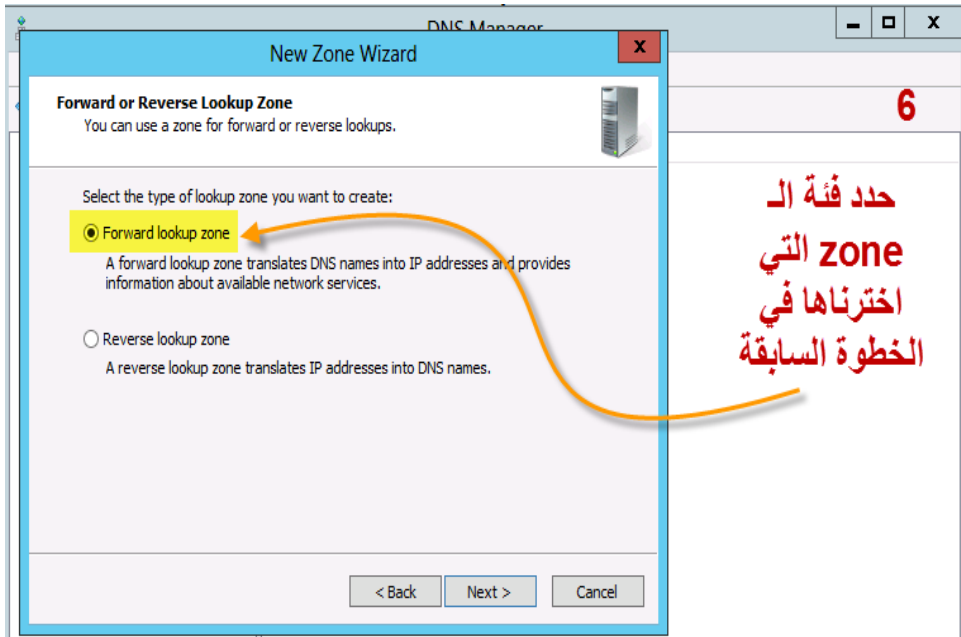 DNS Manager
New Zone Wizard
Forward or Reverse Lookup Zone
You can use a zone for forward or reverse lookups.
Select the type of lookup zone you want to create:
Forward lookup zone
A forward lookup zone translates DNS names into IP addresses and provides
information about available network services.
Reverse lookup zone
A reverse lookup zone translates IP addresses into DNS names.
< Back Next > Cancel
6
حدد فئة الـ
zone التي
اخترناها في
الخطوة السابقة